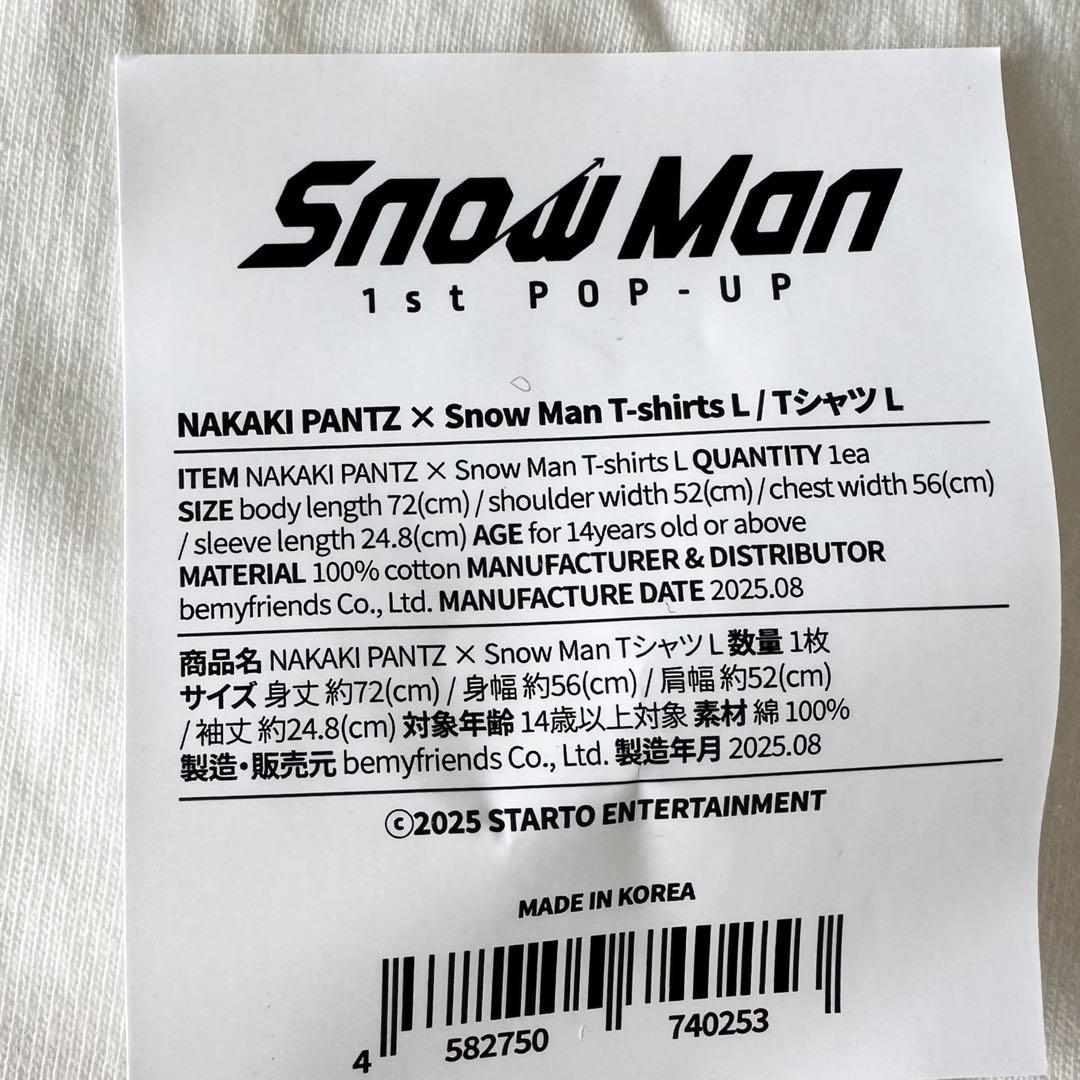 Snow Man
1st POP-UP
NAKAKI PANTZ × Snow Man T-shirts L / Tシャツ L
ITEM NAKAKI PANTZ × Snow Man T-shirts L QUANTITY 1ea
SIZE body length 72(cm) / shoulder width 52(cm) / chest width 56(cm)
/ sleeve length 24.8(cm) AGE for 14years old or above
MATERIAL 100% cotton MANUFACTURER & DISTRIBUTOR
bemyfriends Co., Ltd. MANUFACTURE DATE 2025.08
商品名 NAKAKI PANTZ × Snow Man Tシャツ L 数量 1枚
サイズ 身丈 約72(cm) / 身幅 約56(cm) / 肩幅 約52(cm)
/ 袖丈 約24.8(cm) 対象年齢 14歳以上対象 素材 綿 100%
製造・販売元 bemyfriends Co., Ltd. 製造年月 2025.08
©2025 STARTO ENTERTAINMENT
MADE IN KOREA
4 582750 740253